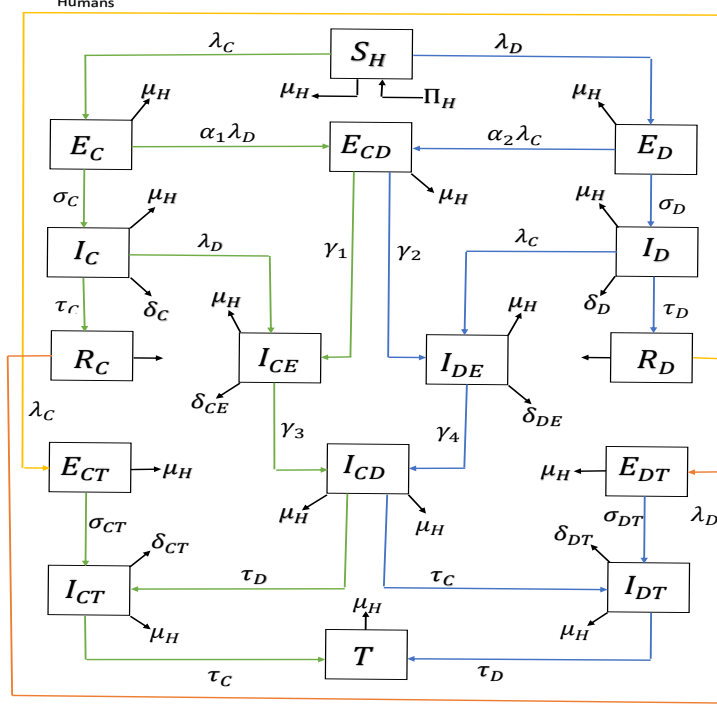 Humans
λ_C
S_H
λ_D
μ_H
Π_H
μ_H
μ_H
E_C
α_1λ_D
E_CD
α_2λ_C
E_D
μ_H
σ_C
μ_H
μ_H
σ_D
I_C
λ_D
γ_1
γ_2
λ_C
I_D
τ_C
δ_C
μ_H
μ_H
δ_D
τ_D
R_C
I_CE
I_DE
R_D
λ_C
δ_CE
δ_DE
γ_3
γ_4
E_CT
μ_H
I_CD
μ_H
E_DT
μ_H
μ_H
σ_CT
σ_DT
λ_D
δ_CT
δ_DT
I_CT
τ_D
τ_C
I_DT
μ_H
μ_H
μ_H
T
τ_C
τ_D